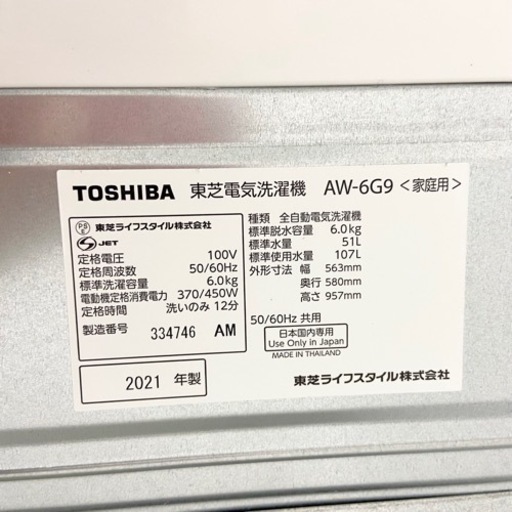 TOSHIBA 東芝電気洗濯機 AW-6G9 <家庭用>
PS E 東芝ライフスタイル株式会社
S JET
定格電圧 100V
定格周波数 50/60Hz
標準洗濯容量 6.0kg
電動機定格消費電力 370/450W
定格時間 洗いのみ 12分
製造番号 334746 AM
2021 年製
種類 全自動電気洗濯機
標準脱水容量 6.0kg
標準水量 51L
標準使用水量 107L
外形寸法 幅 563mm
奥行 580mm
高さ 957mm
50/60Hz 共用
日本国内専用
Use Only in Japan
MADE IN THAILAND
東芝ライフスタイル株式会社